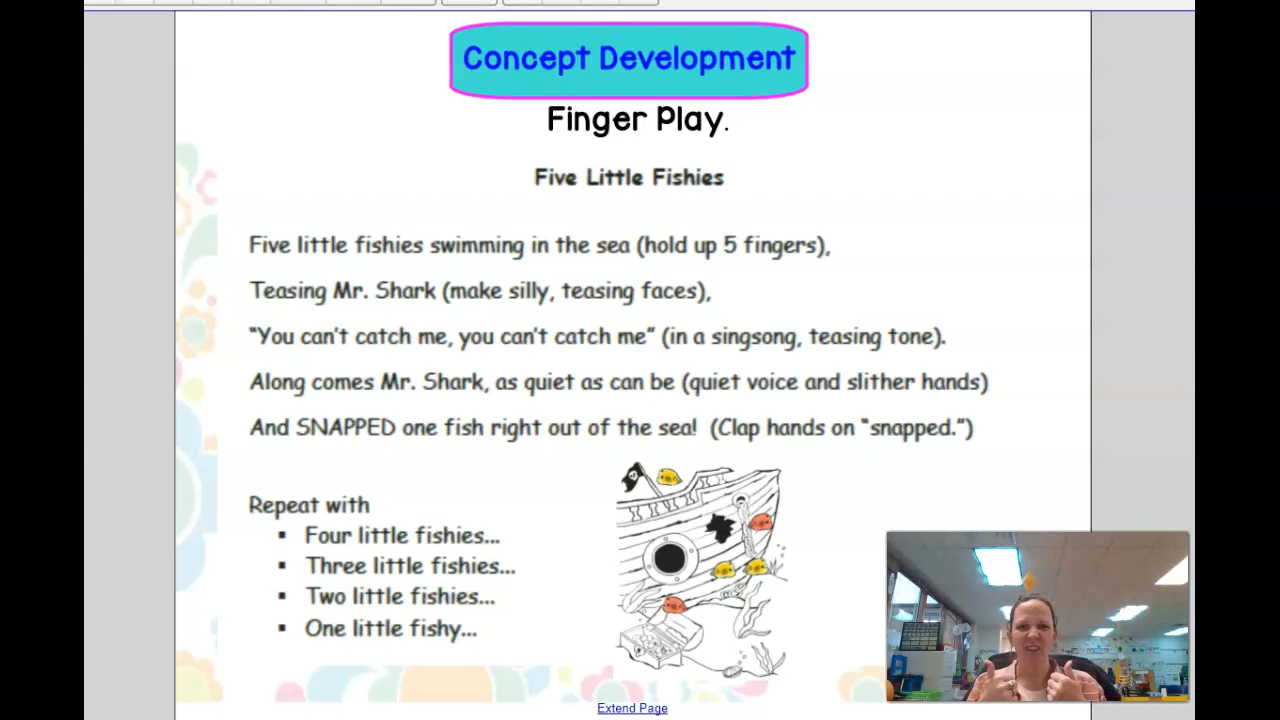 Concept Development
Finger Play.
Five Little Fishies
Five little fishies swimming in the sea (hold up 5 fingers),
Teasing Mr. Shark (make silly, teasing faces),
“You can't catch me, you can't catch me” (in a singsong, teasing tone).
Along comes Mr. Shark, as quiet as can be (quiet voice and slither hands)
And SNAPPED one fish right out of the sea! (Clap hands on “snapped.”)
Repeat with
▪ Four little fishies...
▪ Three little fishies...
▪ Two little fishies...
▪ One little fishy...
Extend Page